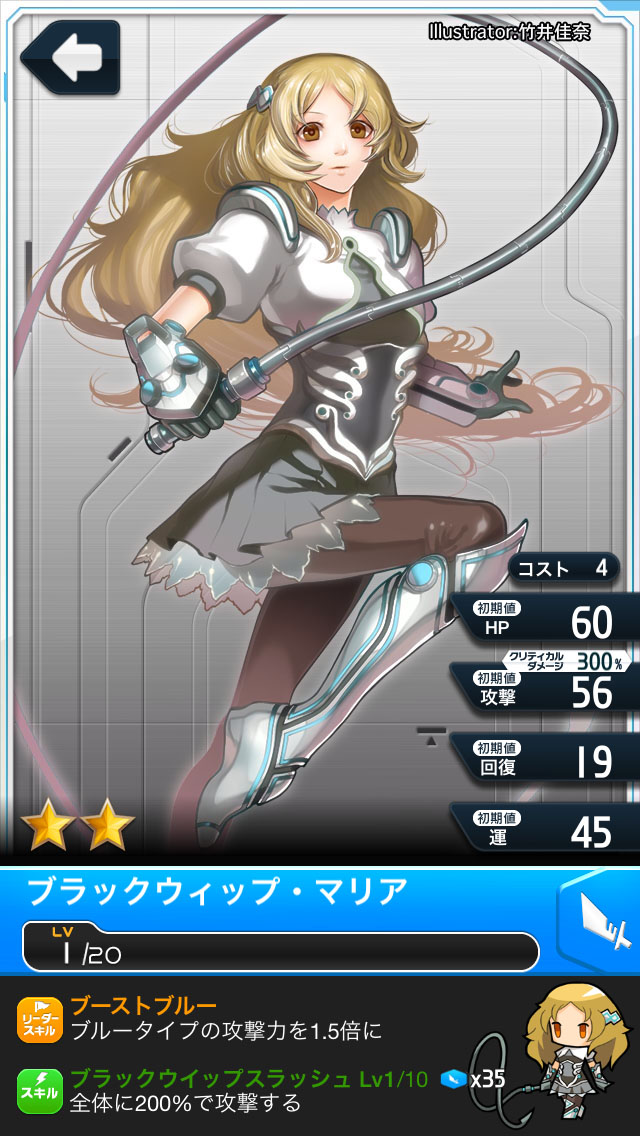 Illustrator:竹井佳奈
コスト 4
初期値
HP 60
クリティカル
ダメージ 300%
初期値
攻撃 56
初期値
回復 19
初期値
運 45
ブラックウィップ・マリア
LV
1/20
リーダー
スキル
ブーストブルー
ブルータイプの攻撃力を1.5倍に
スキル
ブラックウイップスラッシュ Lv1/10 x35
全体に200%で攻撃する